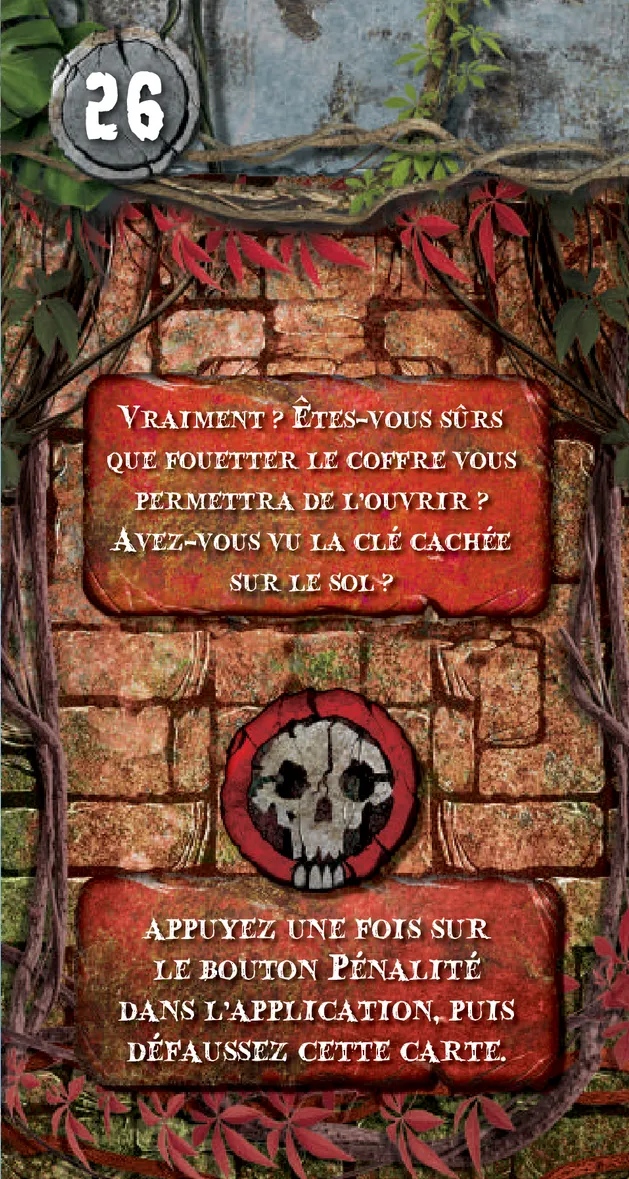 26
Vraiment ? Êtes-vous sûrs
que fouetter le coffre vous
permettra de l'ouvrir ?
Avez-vous vu la clé cachée
sur le sol ?
appuyez une fois sur
le bouton Pénalité
dans l'application, puis
défaussez cette carte.